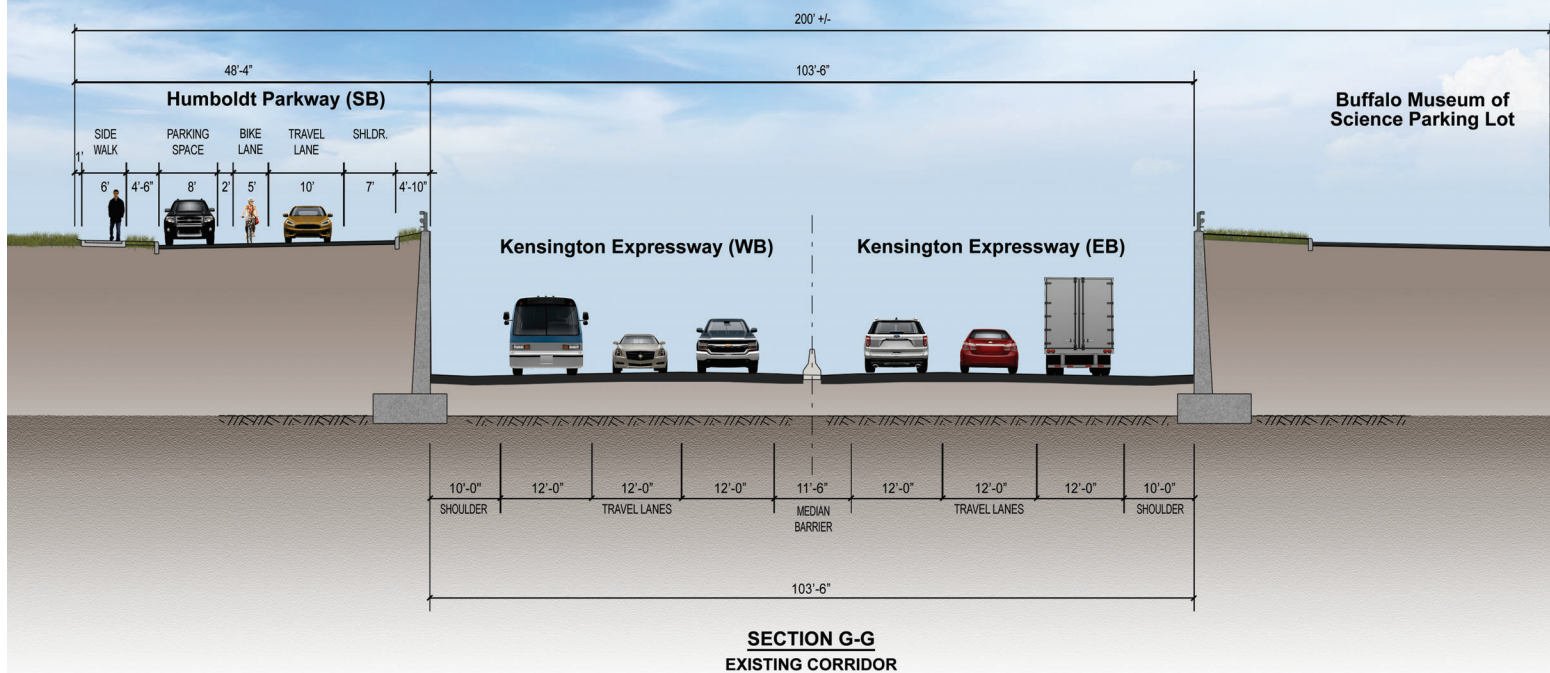 200' +/-
48'-4"
103'-6"
Humboldt Parkway (SB)
Buffalo Museum of
Science Parking Lot
SIDE
WALK
PARKING
SPACE
BIKE
LANE
TRAVEL
LANE
SHLDR.
1'
6'
4'-6"
8'
2'
5'
10'
7'
4'-10"
Kensington Expressway (WB)
Kensington Expressway (EB)
10'-0"
12'-0"
12'-0"
12'-0"
11'-6"
12'-0"
12'-0"
12'-0"
10'-0"
SHOULDER
TRAVEL LANES
MEDIAN
BARRIER
TRAVEL LANES
SHOULDER
103'-6"
SECTION G-G
EXISTING CORRIDOR